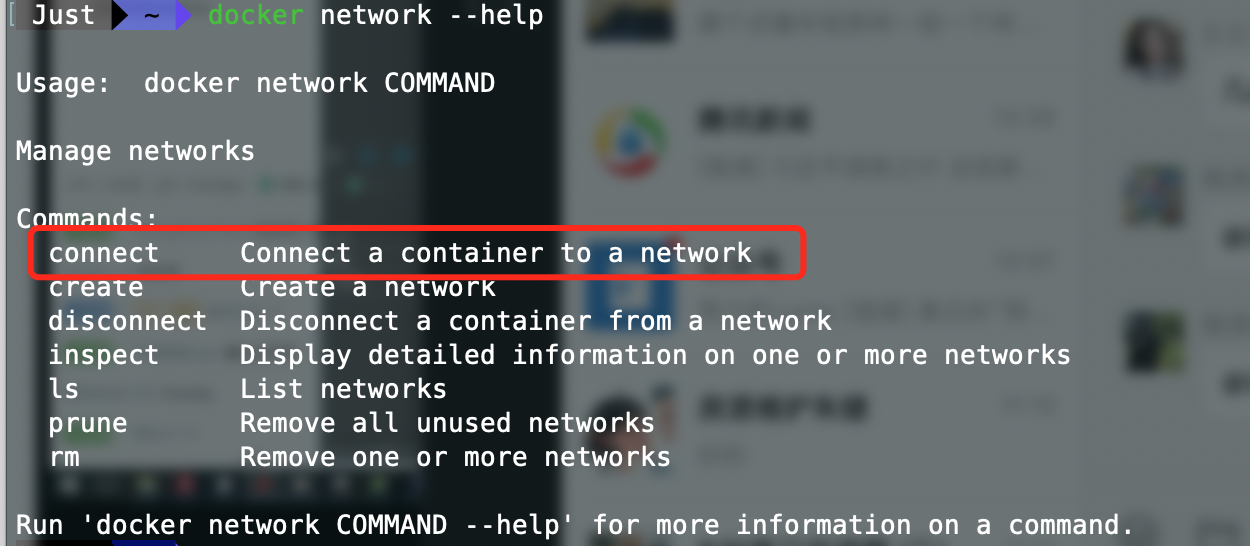 Just ~ docker network --help
Usage:  docker network COMMAND
Manage networks
Commands:
connect     Connect a container to a network
create      Create a network
disconnect  Disconnect a container from a network
inspect     Display detailed information on one or more networks
ls          List networks
prune       Remove all unused networks
rm          Remove one or more networks
Run 'docker network COMMAND --help' for more information on a command.